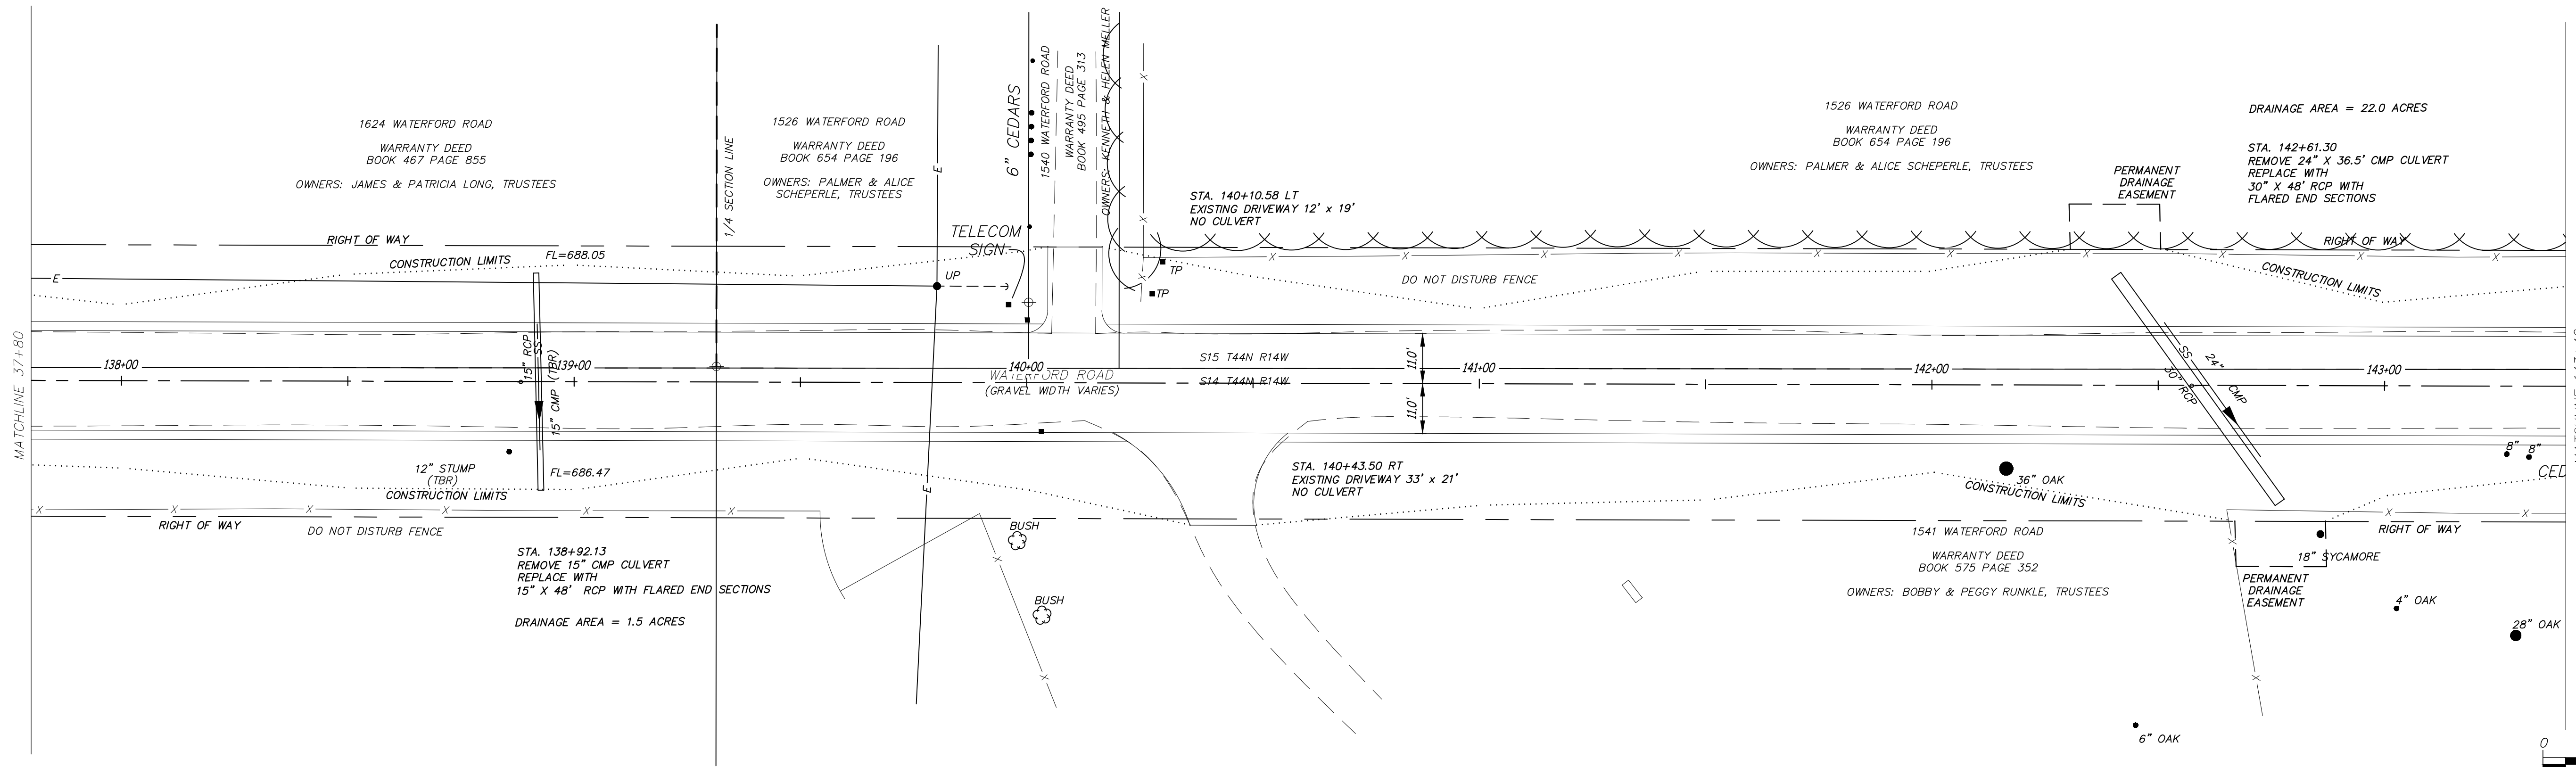 MATCHLINE 37+80
1624 WATERFORD ROAD
WARRANTY DEED
BOOK 467 PAGE 855
OWNERS: JAMES & PATRICIA LONG, TRUSTEES
RIGHT OF WAY
CONSTRUCTION LIMITS
FL=688.05
E
1/4 SECTION LINE
1526 WATERFORD ROAD
WARRANTY DEED
BOOK 654 PAGE 196
OWNERS: PALMER & ALICE
SCHEPERLE, TRUSTEES
E
UP
TELECOM
SIGN
6" CEDARS
1540 WATERFORD ROAD
WARRANTY DEED
BOOK 495 PAGE 313
OWNERS: KENNETH & HELEN MELLER
TP
TP
STA. 140+10.58 LT
EXISTING DRIVEWAY 12' x 19'
NO CULVERT
DO NOT DISTURB FENCE
1526 WATERFORD ROAD
WARRANTY DEED
BOOK 654 PAGE 196
OWNERS: PALMER & ALICE SCHEPERLE, TRUSTEES
PERMANENT
DRAINAGE
EASEMENT
DRAINAGE AREA = 22.0 ACRES
STA. 142+61.30
REMOVE 24" X 36.5' CMP CULVERT
REPLACE WITH
30" X 48' RCP WITH
FLARED END SECTIONS
RIGHT OF WAY
CONSTRUCTION LIMITS
138+00
139+00
140+00
141+00
142+00
143+00
15" RCP
SS
15" CMP (TBR)
S15 T44N R14W
WATERFORD ROAD
S14 T44N R14W
(GRAVEL WIDTH VARIES)
11.0'
11.0'
SS
24" CMP
30" RCP
12" STUMP
(TBR)
FL=686.47
CONSTRUCTION LIMITS
RIGHT OF WAY
DO NOT DISTURB FENCE
STA. 138+92.13
REMOVE 15" CMP CULVERT
REPLACE WITH
15" X 48' RCP WITH FLARED END SECTIONS
DRAINAGE AREA = 1.5 ACRES
E
BUSH
BUSH
STA. 140+43.50 RT
EXISTING DRIVEWAY 33' x 21'
NO CULVERT
36" OAK
CONSTRUCTION LIMITS
8" 8"
CED
1541 WATERFORD ROAD
WARRANTY DEED
BOOK 575 PAGE 352
OWNERS: BOBBY & PEGGY RUNKLE, TRUSTEES
RIGHT OF WAY
18" SYCAMORE
PERMANENT
DRAINAGE
EASEMENT
4" OAK
28" OAK
6" OAK
0